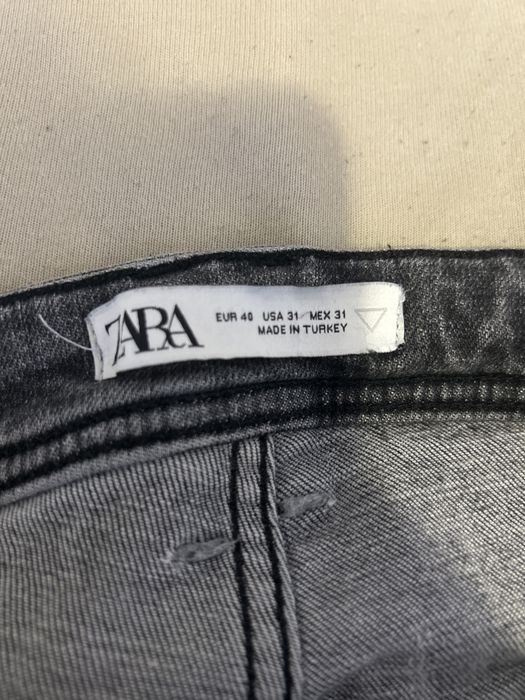 ZARA
EUR 40 USA 31 MEX 31
MADE IN TURKEY